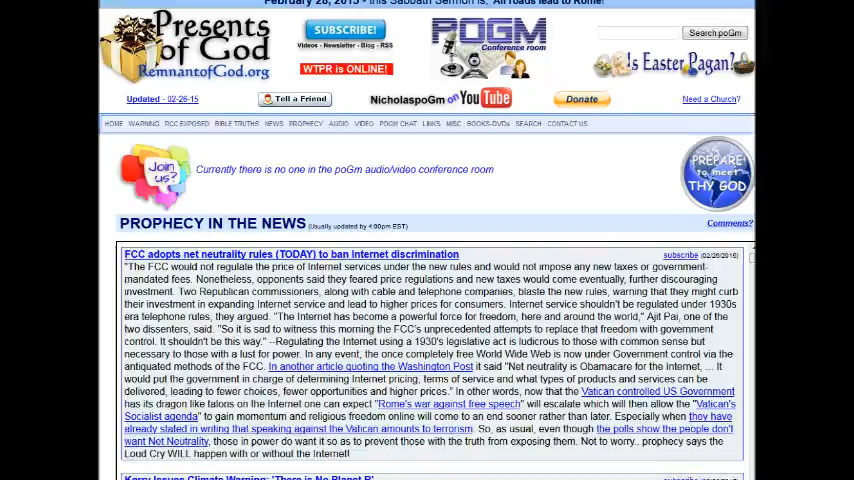 February 28, 2015 - this Sabbath Sermon is, "All roads lead to Rome!"
Presents of God
RemnantofGod.org
SUBSCRIBE!
Videos - Newsletter - Blog - RSS
WTPR is ONLINE!
POGM
Conference room
Search poGm
Is Easter Pagan?
Updated - 02-26-15
Tell a Friend
NicholaspoGm on YouTube
Donate
Need a Church?
HOME WARNING RCC EXPOSED BIBLE TRUTHS NEWS PROPHECY AUDIO VIDEO POGM CHAT LINKS MISC BOOKS-DVDs SEARCH CONTACT US
Join us?
Currently there is no one in the poGm audio/video conference room
PREPARE to meet THY GOD
PROPHECY IN THE NEWS (Usually updated by 4:00pm EST)
Comments?
FCC adopts net neutrality rules (TODAY) to ban Internet discrimination
subscribe (02/26/2015)
"The FCC would not regulate the price of Internet services under the new rules and would not impose any new taxes or government-
mandated fees. Nonetheless, opponents said they feared price regulations and new taxes would come eventually, further discouraging
investment. Two Republican commissioners, along with cable and telephone companies, blasted the new rules, warning that they might curb
their investment in expanding Internet service and lead to higher prices for consumers. Internet service shouldn't be regulated under 1930s
era telephone rules, they argued. "The Internet has become a powerful force for freedom, here and around the world," Ajit Pai, one of the
two dissenters, said. "So it is sad to witness this morning the FCC's unprecedented attempts to replace that freedom with government
control. It shouldn't be this way." --Regulating the Internet using a 1930's legislative act is ludicrous to those with common sense but
necessary to those with a lust for power. In any event, the once completely free World Wide Web is now under Government control via the
antiquated methods of the FCC. In another article quoting the Washington Post it said "Net neutrality is Obamacare for the Internet, ... It
would put the government in charge of determining Internet pricing, terms of service and what types of products and services can be
delivered, leading to fewer choices, fewer opportunities and higher prices." In other words, now that the Vatican controlled US Government
has its dragon like talons on the Internet one can expect "Rome's war against free speech" will escalate which will then allow the "Vatican's
Socialist agenda" to gain momentum and religious freedom online will come to an end sooner rather than later. Especially when they have
already stated in writing that speaking against the Vatican amounts to terrorism. So, as usual, even though the polls show the people don't
want Net Neutrality, those in power do want it so as to prevent those with the truth from exposing them. Not to worry.. prophecy says the
Loud Cry WILL happen with or without the Internet!
Kerry Issues Climate Warning: 'There is No Planet B'